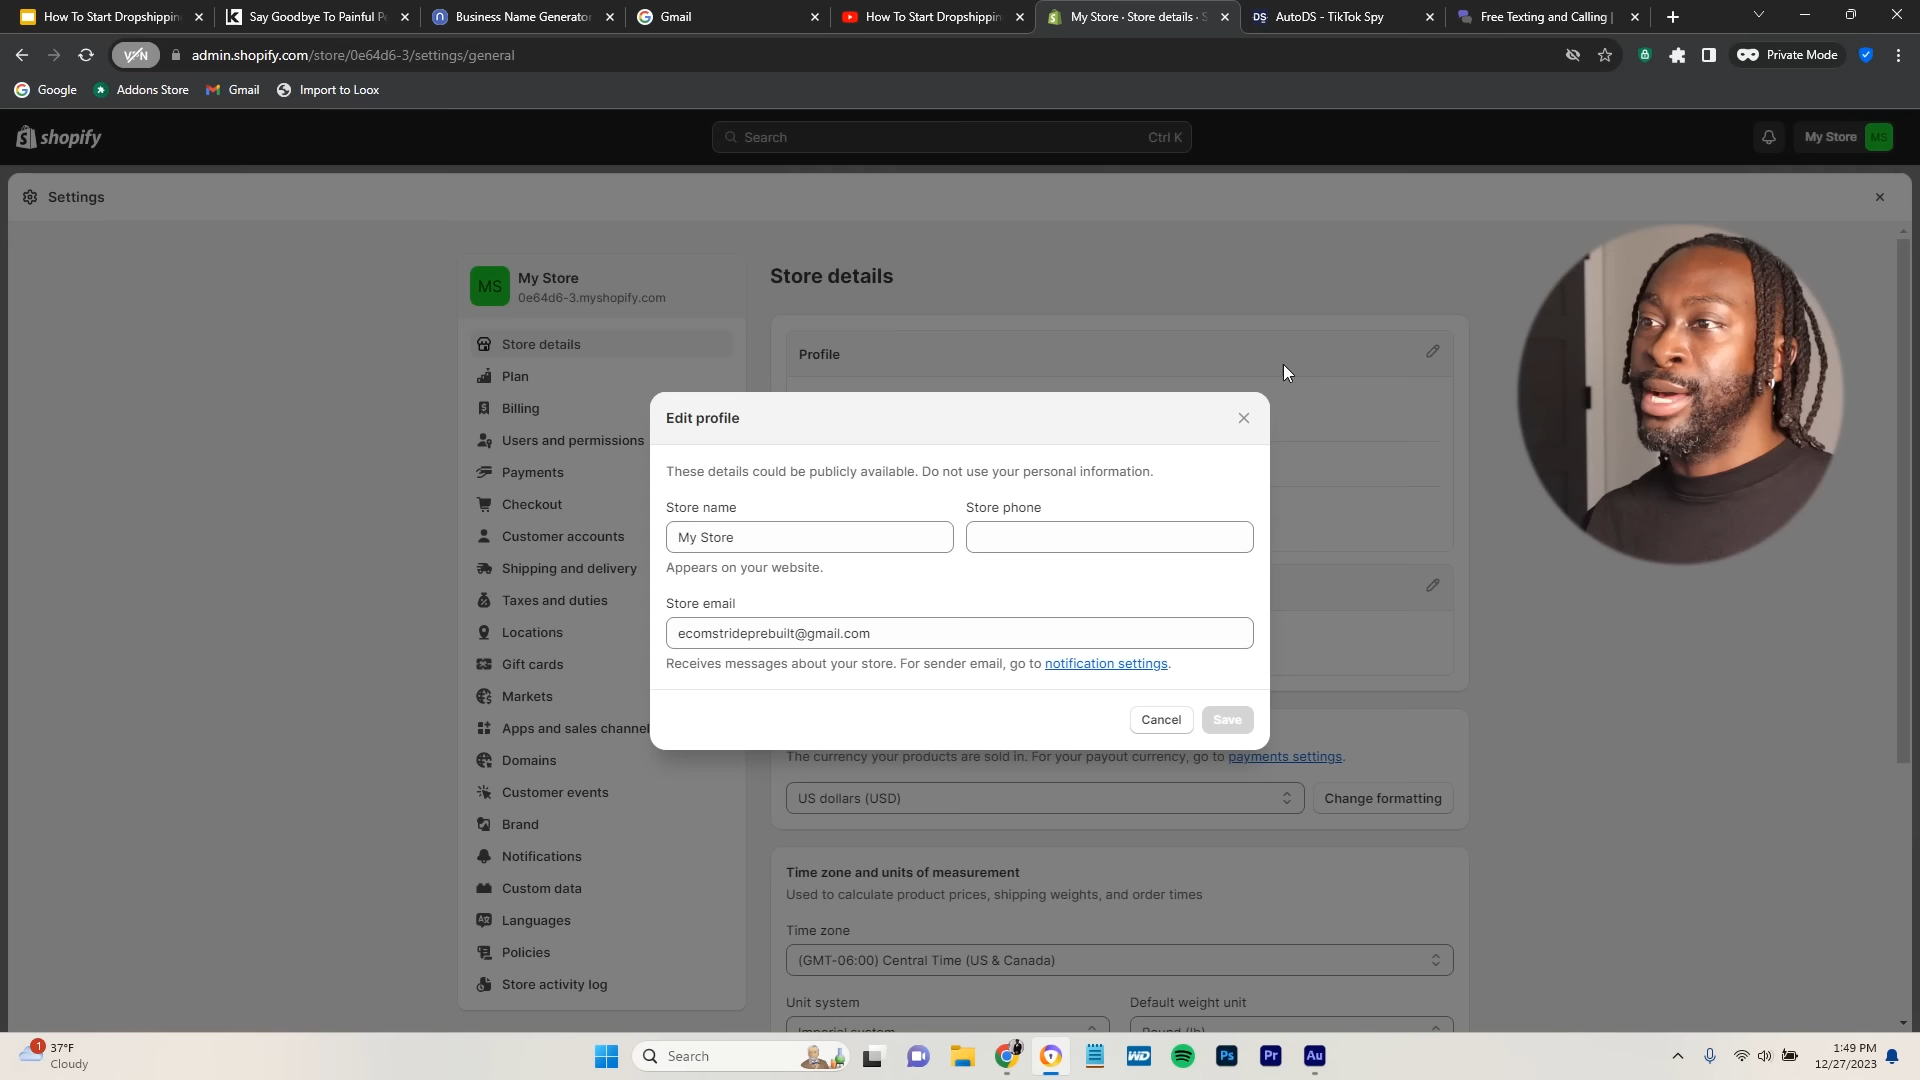 How To Start Dropshippin
Say Goodbye To Painful P
Business Name Generator
Gmail
How To Start Dropshippin
My Store · Store details · S
AutoDS - TikTok Spy
Free Texting and Calling |
VPN
admin.shopify.com/store/0e64d6-3/settings/general
Private Mode
Google
Addons Store
Gmail
Import to Loox
shopify
Search
Ctrl K
My Store
MS
Settings
MS
My Store
0e64d6-3.myshopify.com
Store details
Plan
Billing
Users and permissions
Payments
Checkout
Customer accounts
Shipping and delivery
Taxes and duties
Locations
Gift cards
Markets
Apps and sales channel
Domains
Customer events
Brand
Notifications
Custom data
Languages
Policies
Store activity log
Store details
Profile
Edit profile
These details could be publicly available. Do not use your personal information.
Store name
Store phone
My Store
Appears on your website.
Store email
ecomstrideprebuilt@gmail.com
Receives messages about your store. For sender email, go to notification settings.
Cancel
Save
The currency your products are sold in. For your payout currency, go to payments settings.
US dollars (USD)
Change formatting
Time zone and units of measurement
Used to calculate product prices, shipping weights, and order times
Time zone
(GMT-06:00) Central Time (US & Canada)
Unit system
Default weight unit
Imperial system
Pound (lb)
1
37°F
Cloudy
Search
WD
Ps
Pr
Au
1:49 PM
12/27/2023